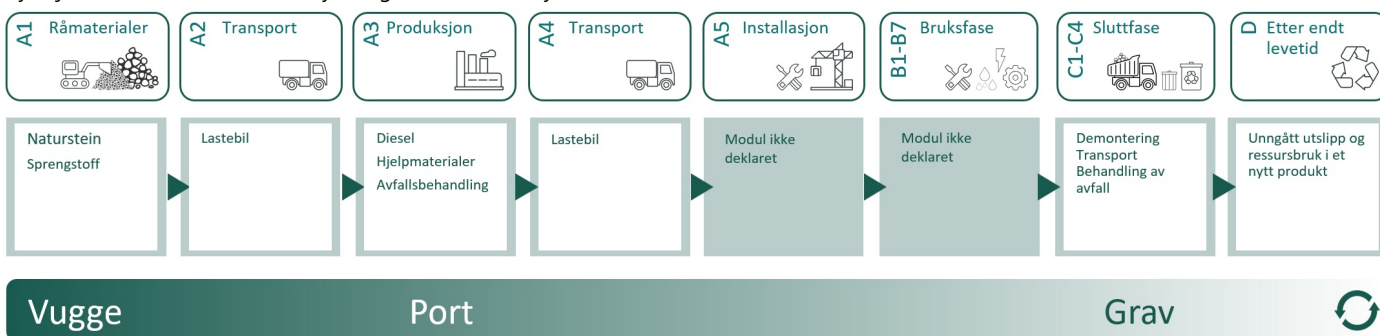 A1 Råmaterialer
A2 Transport
A3 Produksjon
A4 Transport
A5 Installasjon
B1-B7 Bruksfase
C1-C4 Sluttfase
D Etter endt
levetid
Naturstein
Sprengstoff
Lastebil
Diesel
Hjelpmaterialer
Avfallsbehandling
Lastebil
Modul ikke
deklaret
Modul ikke
deklaret
Demontering
Transport
Behandling av
avfall
Unngått utslipp og
ressursbruk i et
nytt produkt
Vugge
Port
Grav